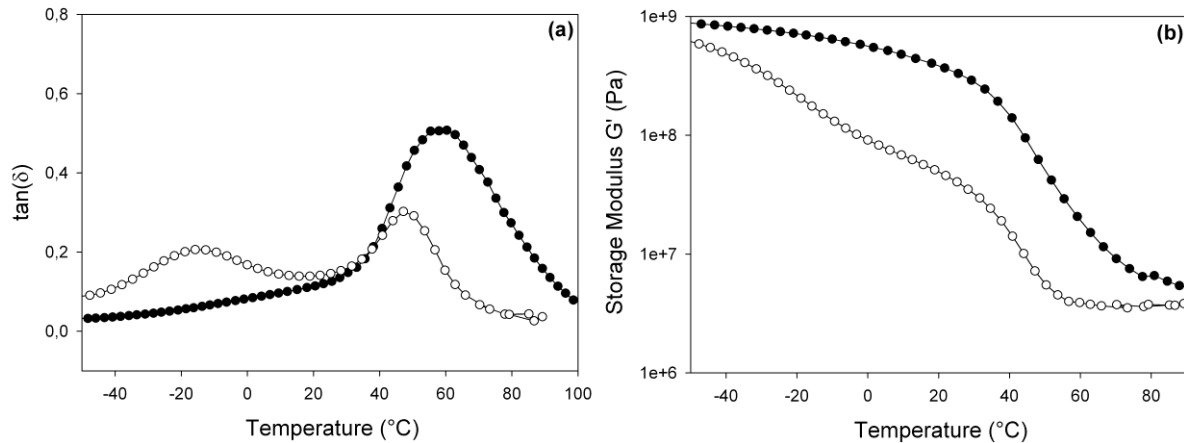 (a)
0,8
0,6
0,4
0,2
0,0
tan(δ)
-40 -20 0 20 40 60 80 100
Temperature (°C)
(b)
1e+9
1e+8
1e+7
1e+6
Storage Modulus G' (Pa)
-40 -20 0 20 40 60 80
Temperature (°C)